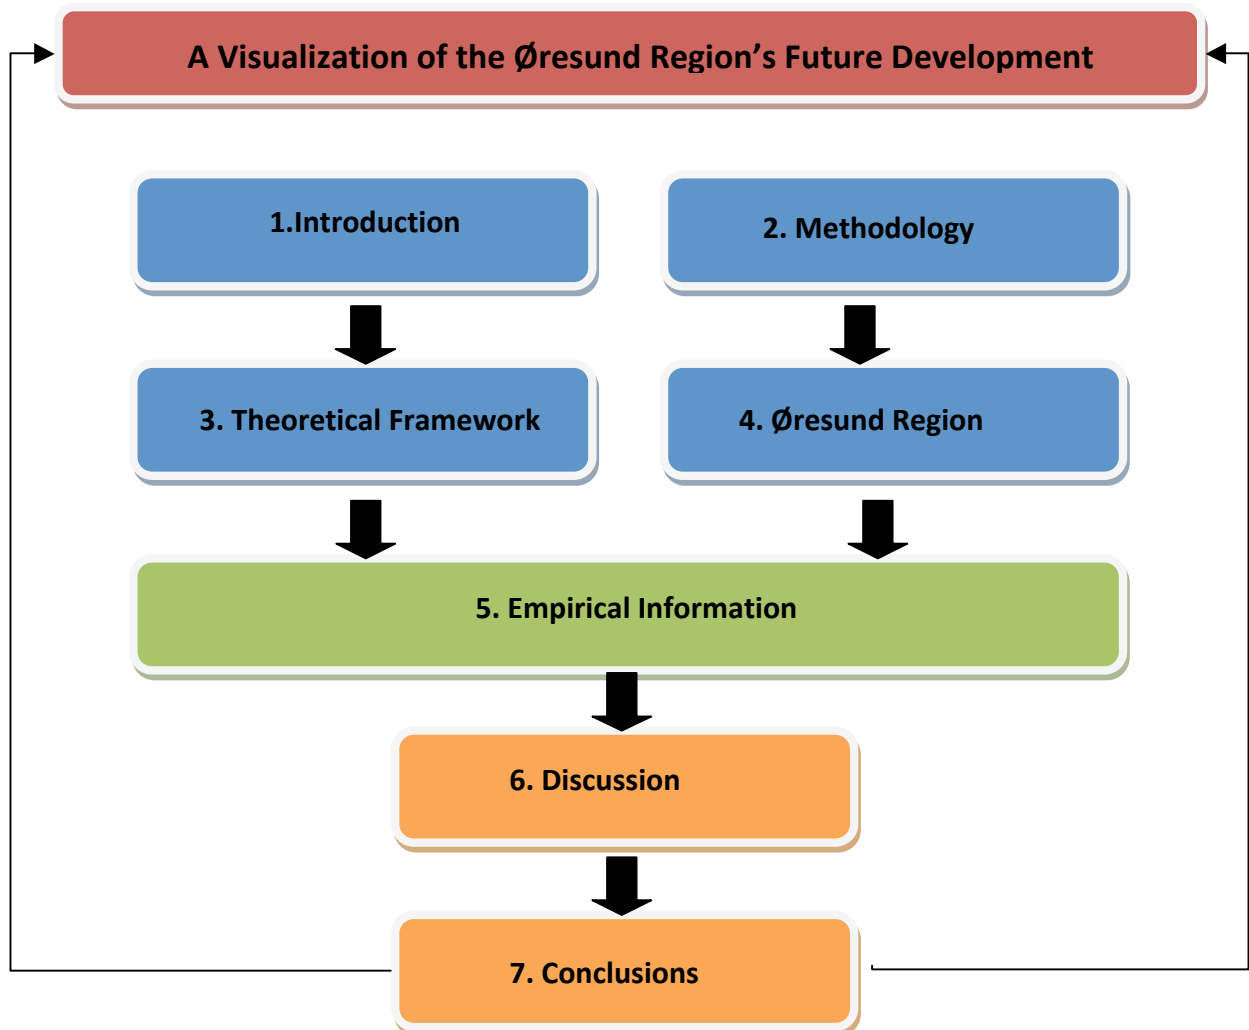 A Visualization of the Øresund Region’s Future Development
1.Introduction
2. Methodology
3. Theoretical Framework
4. Øresund Region
5. Empirical Information
6. Discussion
7. Conclusions